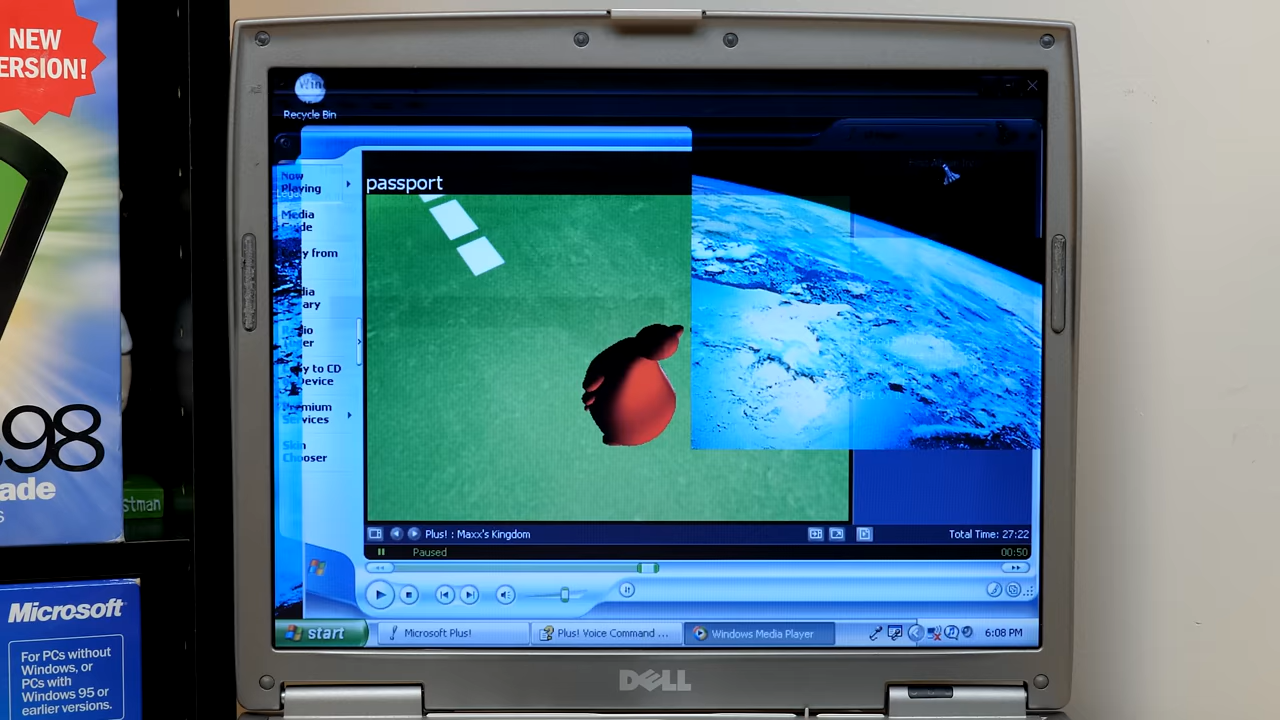 NEW
ERSION!
98
ade
s
stman
Microsoft
For PCs without
Windows, or
PCs with
Windows 95 or
earlier versions.
Win
Recycle Bin
Now
Playing
Media
Guide
Copy from
dia
ary
dio
ner
y to CD
Device
Premium
Services
Skin
Chooser
passport
Plus! : Maxx's Kingdom
Total Time: 27:22
Paused
00:50
start
Microsoft Plus!
Plus! Voice Command ...
Windows Media Player
6:08 PM
DELL